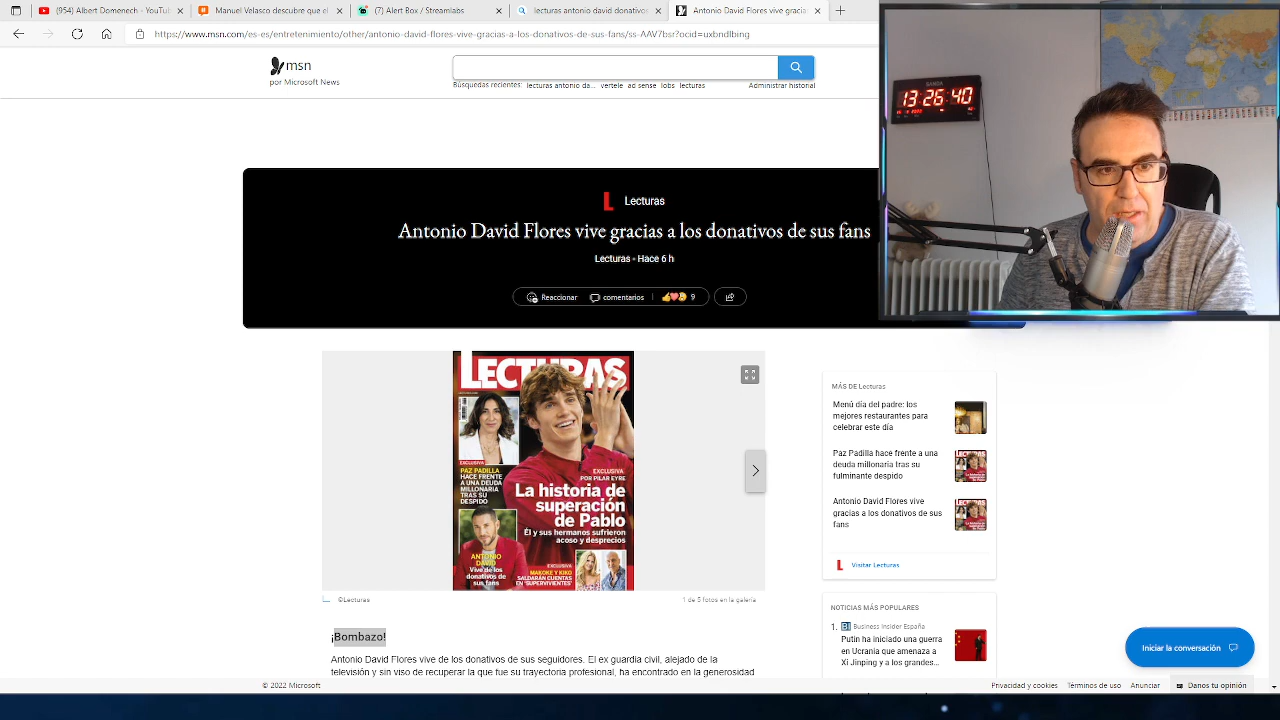 (954) Albert Domenech - YouTub
Manuel Velasco descubre que el
(7) Alert Box / Streamlabs
lecturas antonio david donativos
Antonio David Flores vive gracias
https://www.msn.com/es-es/entretenimiento/other/antonio-david-flores-vive-gracias-a-los-donativos-de-sus-fans/ss-AAV7bsr?ocid=uxbndlbing
msn
por Microsoft News
Búsquedas recientes: lecturas antonio da... vertele ad sense lobs lecturas
Administrar historial
SANDA
13:26:40
L Lecturas
Antonio David Flores vive gracias a los donativos de sus fans
Lecturas • Hace 6 h
Reaccionar comentarios | 9
LECTURAS
EXCLUSIVA
PAZ PADILLA
HACE FRENTE
A UNA DEUDA
MILLONARIA
TRAS SU
DESPIDO
EXCLUSIVA
POR PILAR EYRE
La historia de
superación
de Pablo
Él y sus hermanos sufrieron
acoso y desprecios
ANTONIO
DAVID
Vive de los
donativos de
sus fans
EXCLUSIVA
MAKOKE Y KIKO
SALDARÁN CUENTAS
EN 'SUPERVIVIENTES'
©Lecturas
1 de 5 fotos en la galería
¡Bombazo!
Antonio David Flores vive de los donativos de sus seguidores. El ex guardia civil, alejado de la
televisión y sin viso de recuperar la que fue su trayectoria profesional, ha encontrado en la generosidad
MÁS DE Lecturas
Menú día del padre: los
mejores restaurantes para
celebrar este día
Paz Padilla hace frente a una
deuda millonaria tras su
fulminante despido
Antonio David Flores vive
gracias a los donativos de sus
fans
L Visitar Lecturas
NOTICIAS MÁS POPULARES
1. BI Business Insider España
Putin ha iniciado una guerra
en Ucrania que amenaza a
Xi Jinping y a los grandes...
Iniciar la conversación
© 2022 Microsoft
Privacidad y cookies Términos de uso Anunciar Danos tu opinión